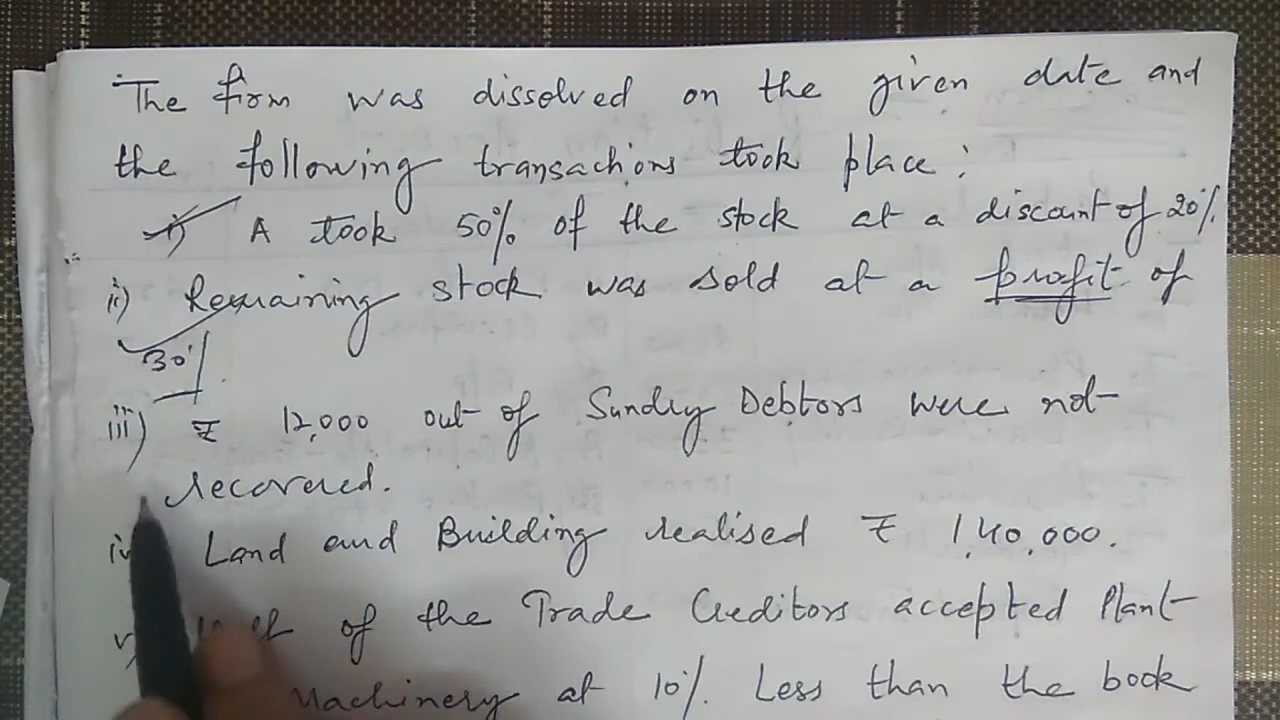 The firm was dissolved on the given date and
the following transactions took place :
i) A took 50% of the stock at a discount of 20%.
ii) Remaining stock was sold at a profit of
30%.
iii) ₹ 12,000 out of Sundry Debtors were not
recovered.
iv Land and Building realised ₹ 1,40,000.
v) of the Trade Creditors accepted Plant
Machinery at 10% Less than the book